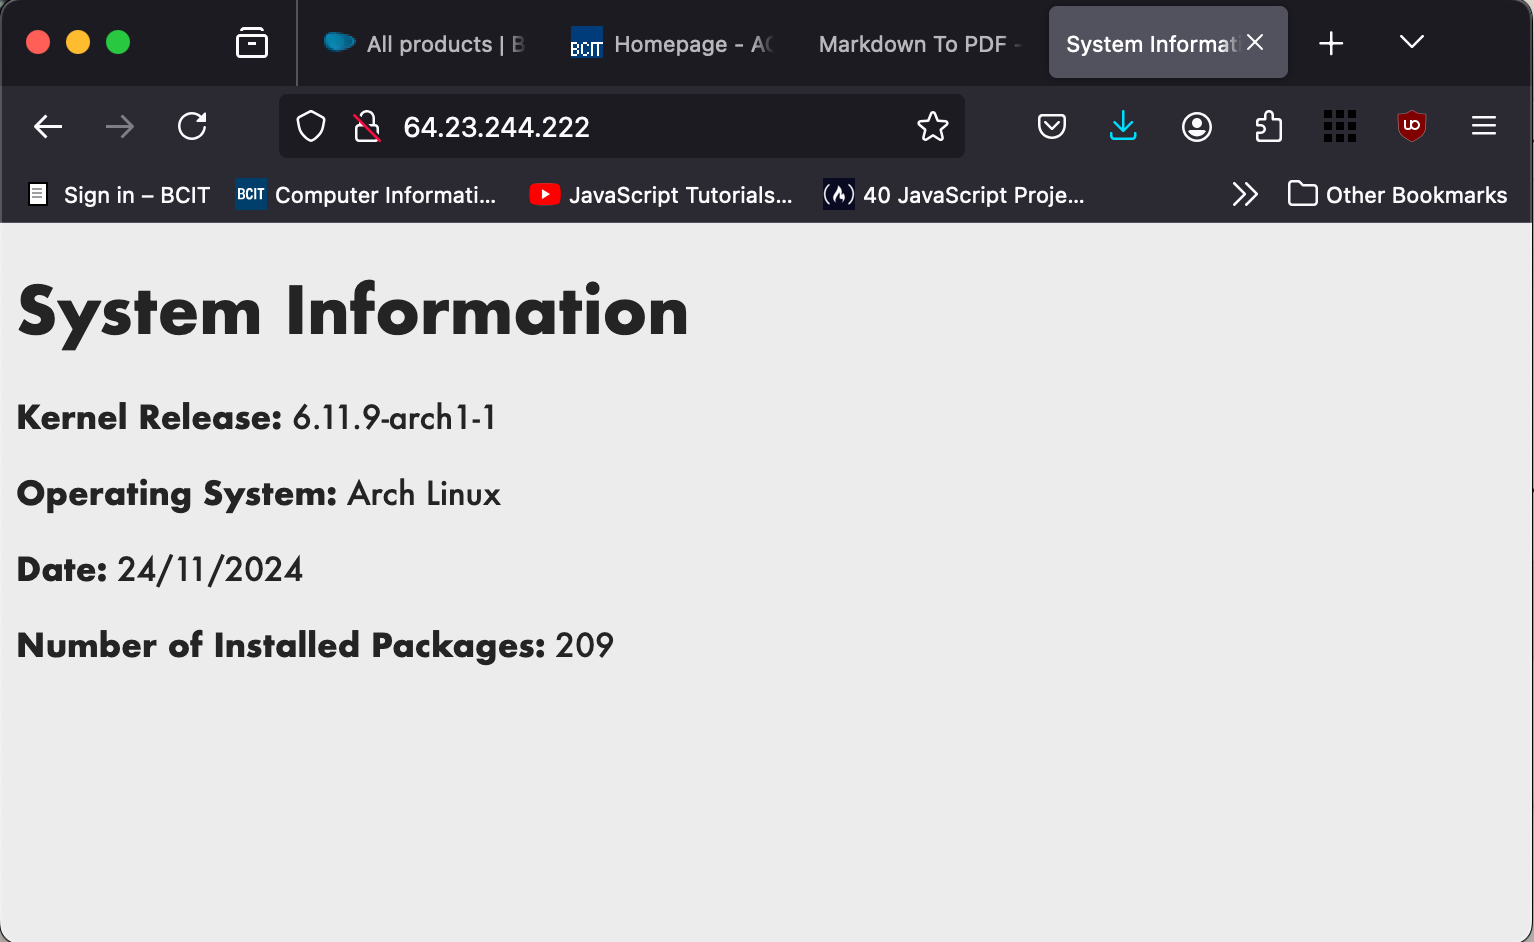 All products | B
BCIT Homepage - AC
Markdown To PDF -
System Informat
64.23.244.222
Sign in – BCIT
BCIT Computer Informati...
JavaScript Tutorials...
40 JavaScript Proje...
Other Bookmarks
System Information
Kernel Release: 6.11.9-arch1-1
Operating System: Arch Linux
Date: 24/11/2024
Number of Installed Packages: 209